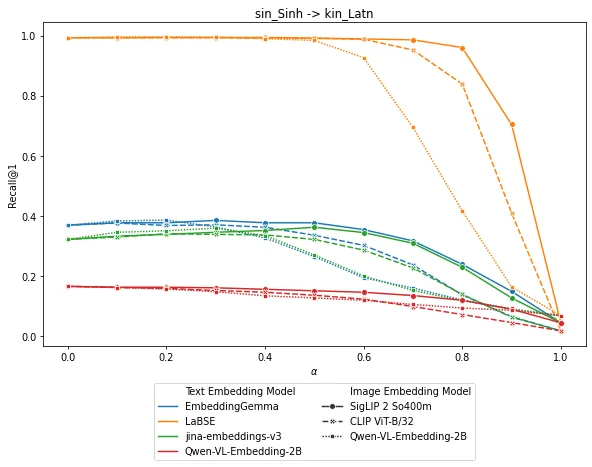 sin_Sinh -> kin_Latn
Recall@1
1.0
0.8
0.6
0.4
0.2
0.0
0.0 0.2 0.4 0.6 0.8 1.0
α
Text Embedding Model
EmbeddingGemma
LaBSE
jina-embeddings-v3
Qwen-VL-Embedding-2B
Image Embedding Model
SigLIP 2 So400m
CLIP ViT-B/32
Qwen-VL-Embedding-2B